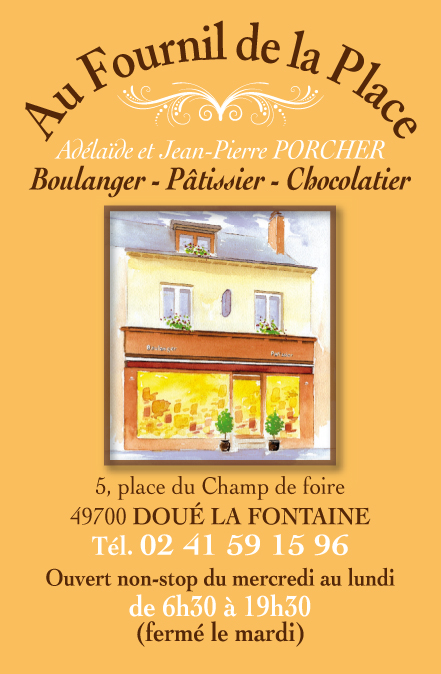 Au Fournil de la Place
Adélaïde et Jean-Pierre PORCHER
Boulanger - Pâtissier - Chocolatier
5, place du Champ de foire
49700 DOUÉ LA FONTAINE
Tél. 02 41 59 15 96
Ouvert non-stop du mercredi au lundi
de 6h30 à 19h30
(fermé le mardi)